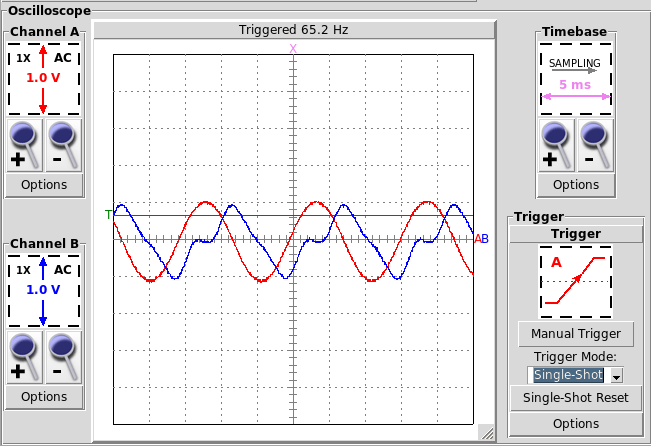 Oscilloscope
Channel A
1X AC
1.0 V
+ -
Options
Channel B
1X AC
1.0 V
+ -
Options
Triggered 65.2 Hz
X
T
A B
Timebase
SAMPLING
5 ms
+ -
Options
Trigger
Trigger
A
Manual Trigger
Trigger Mode:
Single-Shot
Single-Shot Reset
Options